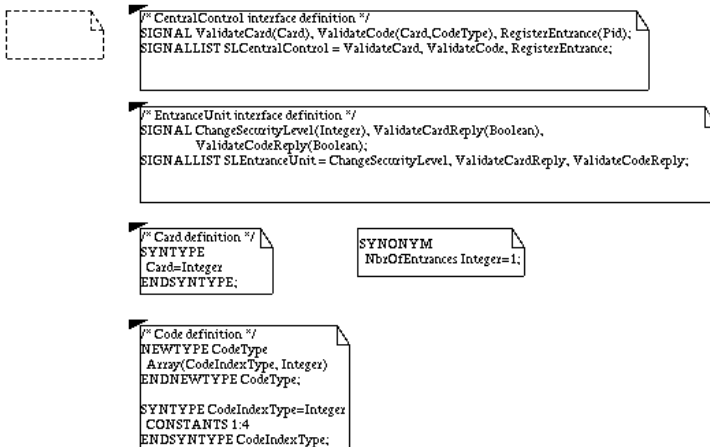 /* CentralControl interface definition */
SIGNAL ValidateCard(Card), ValidateCode(Card,CodeType), RegisterEntrance(Pid);
SIGNALLIST SLCentralControl = ValidateCard, ValidateCode, RegisterEntrance;
/* EntranceUnit interface definition */
SIGNAL ChangeSecurityLevel(Integer), ValidateCardReply(Boolean),
ValidateCodeReply(Boolean);
SIGNALLIST SLEntranceUnit = ChangeSecurityLevel, ValidateCardReply, ValidateCodeReply;
/* Card definition */
SYNTYPE
Card=Integer
ENDSYNTYPE;
SYNONYM
NbrOfEntrances Integer=1;
/* Code definition */
NEWTYPE CodeType
Array(CodeIndexType, Integer)
ENDNEWTYPE CodeType;
SYNTYPE CodeIndexType=Integer
CONSTANTS 1:4
ENDSYNTYPE CodeIndexType;